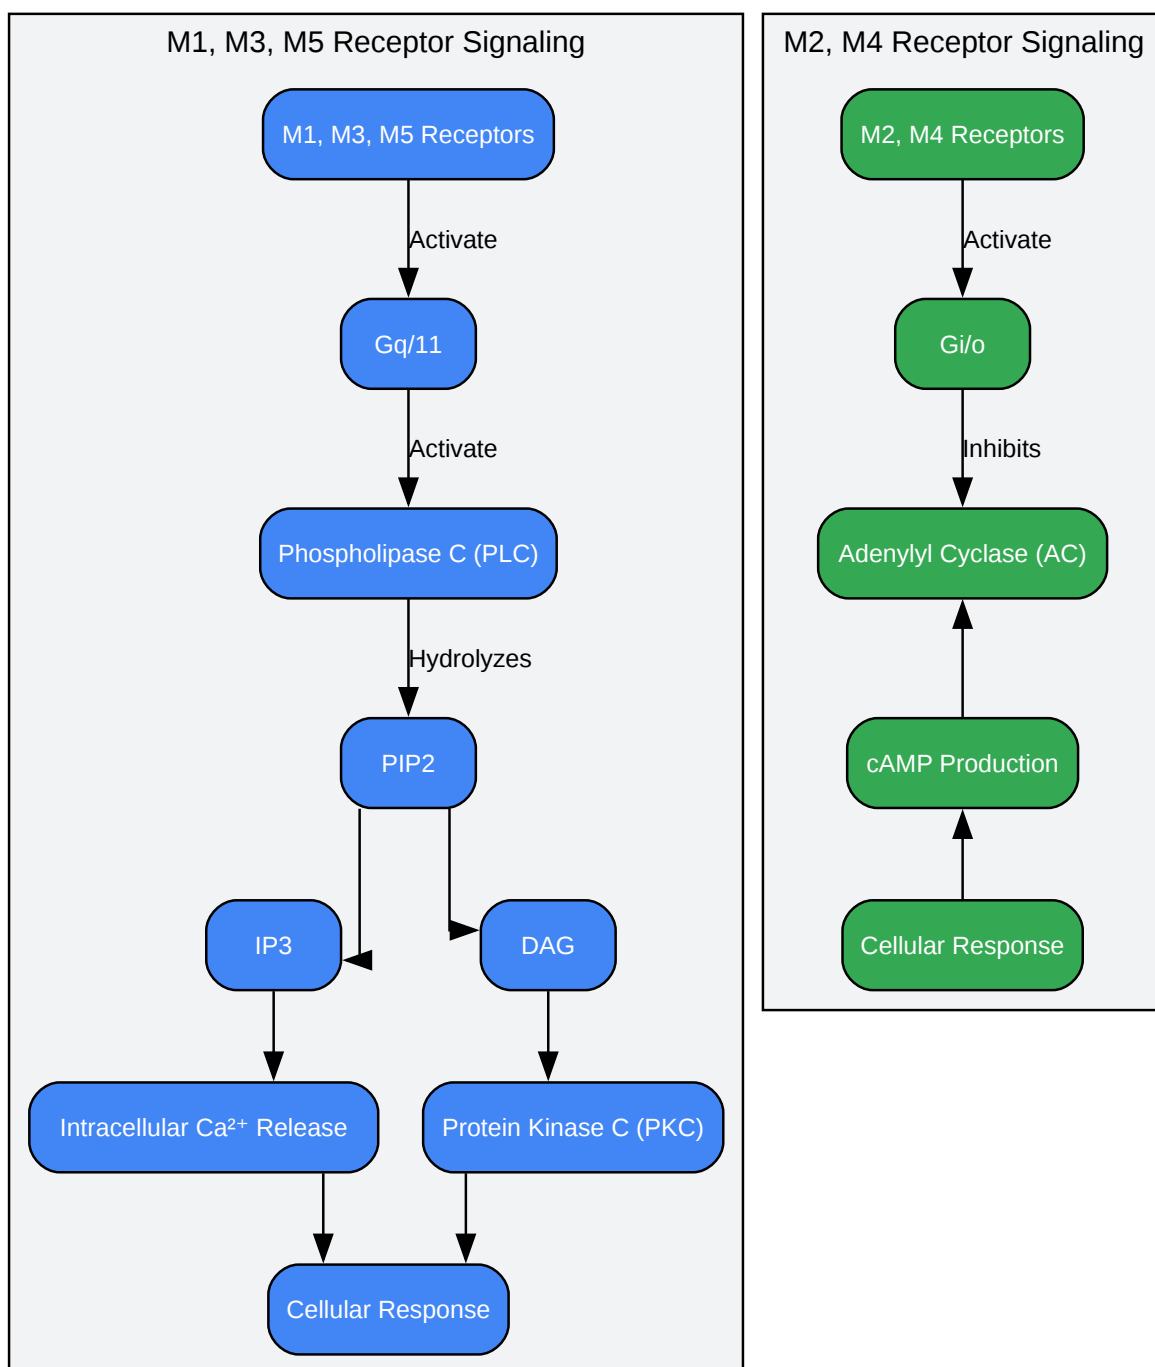 M1, M3, M5 Receptor Signaling
M1, M3, M5 Receptors
Activate
Gq/11
Activate
Phospholipase C (PLC)
Hydrolyzes
PIP2
IP3
DAG
Intracellular Ca²⁺ Release
Protein Kinase C (PKC)
Cellular Response
M2, M4 Receptor Signaling
M2, M4 Receptors
Activate
Gi/o
Inhibits
Adenylyl Cyclase (AC)
cAMP Production
Cellular Response